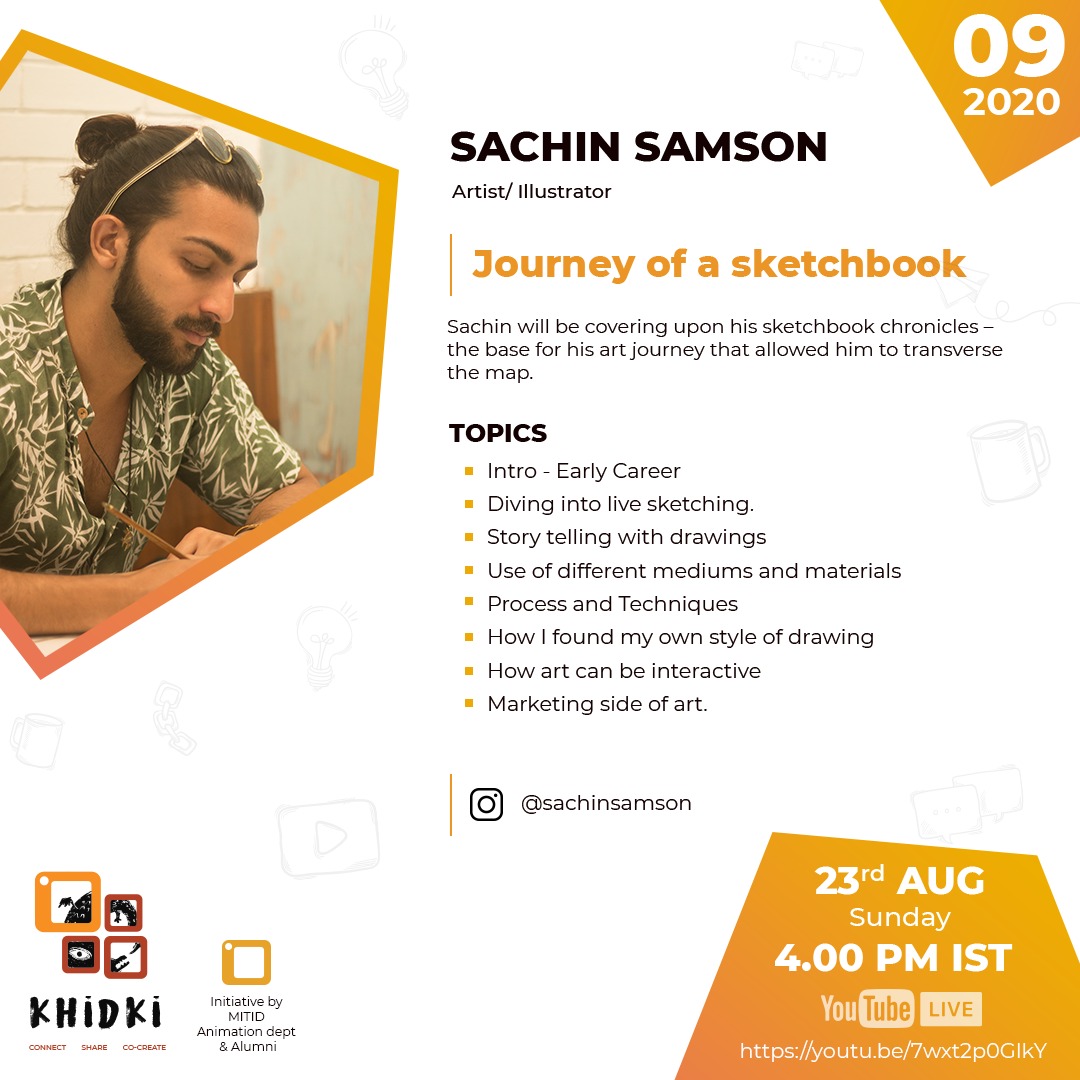 09
2020
SACHIN SAMSON
Artist/ Illustrator
Journey of a sketchbook
Sachin will be covering upon his sketchbook chronicles –
the base for his art journey that allowed him to transverse
the map.
TOPICS
Intro - Early Career
Diving into live sketching.
Story telling with drawings
Use of different mediums and materials
Process and Techniques
How I found my own style of drawing
How art can be interactive
Marketing side of art.
@sachinsamson
23rd AUG
Sunday
4.00 PM IST
YouTube LIVE
https://youtu.be/7wxt2p0GIkY
KHiDKi
CONNECT SHARE CO-CREATE
Initiative by
MITID
Animation dept
& Alumni